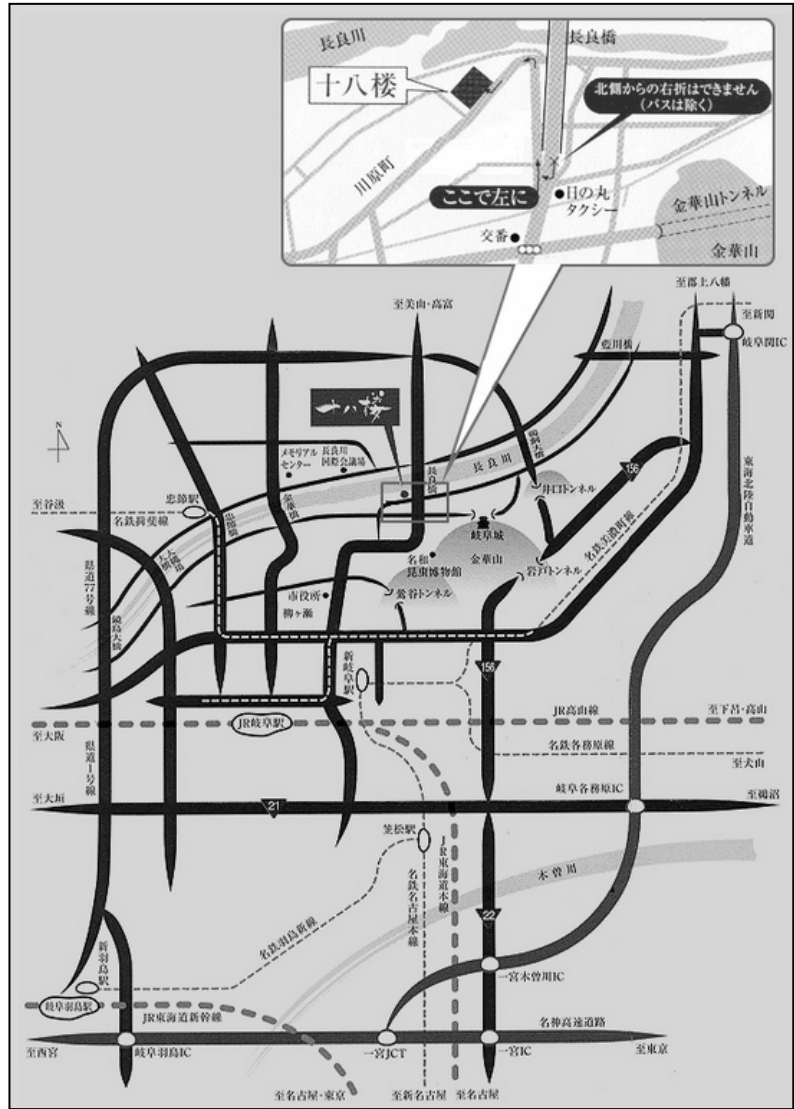 長良川
長良橋
十八楼
北側からの右折はできません
(バスは除く)
川原町
ここで左に
日の丸
タクシー
交番
金華山トンネル
金華山
至郡上八幡
至美山・高富
至新関
岐阜関IC
藍川橋
十八楼
N
メモリアル
センター
長良川
国際会議場
長良橋
長良川
156
井口トンネル
東海北陸自動車道
至谷汲
忠節駅
名鉄揖斐線
忠節橋
金華橋
岐阜城
金華山
名和
昆虫博物館
岩戸トンネル
名鉄美濃町線
県道77号線
鏡島大橋
市役所
柳ヶ瀬
鶯谷トンネル
新岐阜駅
156
JR岐阜駅
JR高山線
至下呂・高山
至大阪
名鉄各務原線
至犬山
県道1号線
至大垣
21
岐阜各務原IC
至鵜沼
笠松駅
JR東海道本線
名鉄名古屋本線
木曽川
22
名鉄羽島新線
新羽島駅
岐阜羽島駅
JR東海道新幹線
一宮木曽川IC
名神高速道路
至西宮
岐阜羽島IC
一宮JCT
一宮IC
至東京
至名古屋・東京
至新名古屋
至名古屋